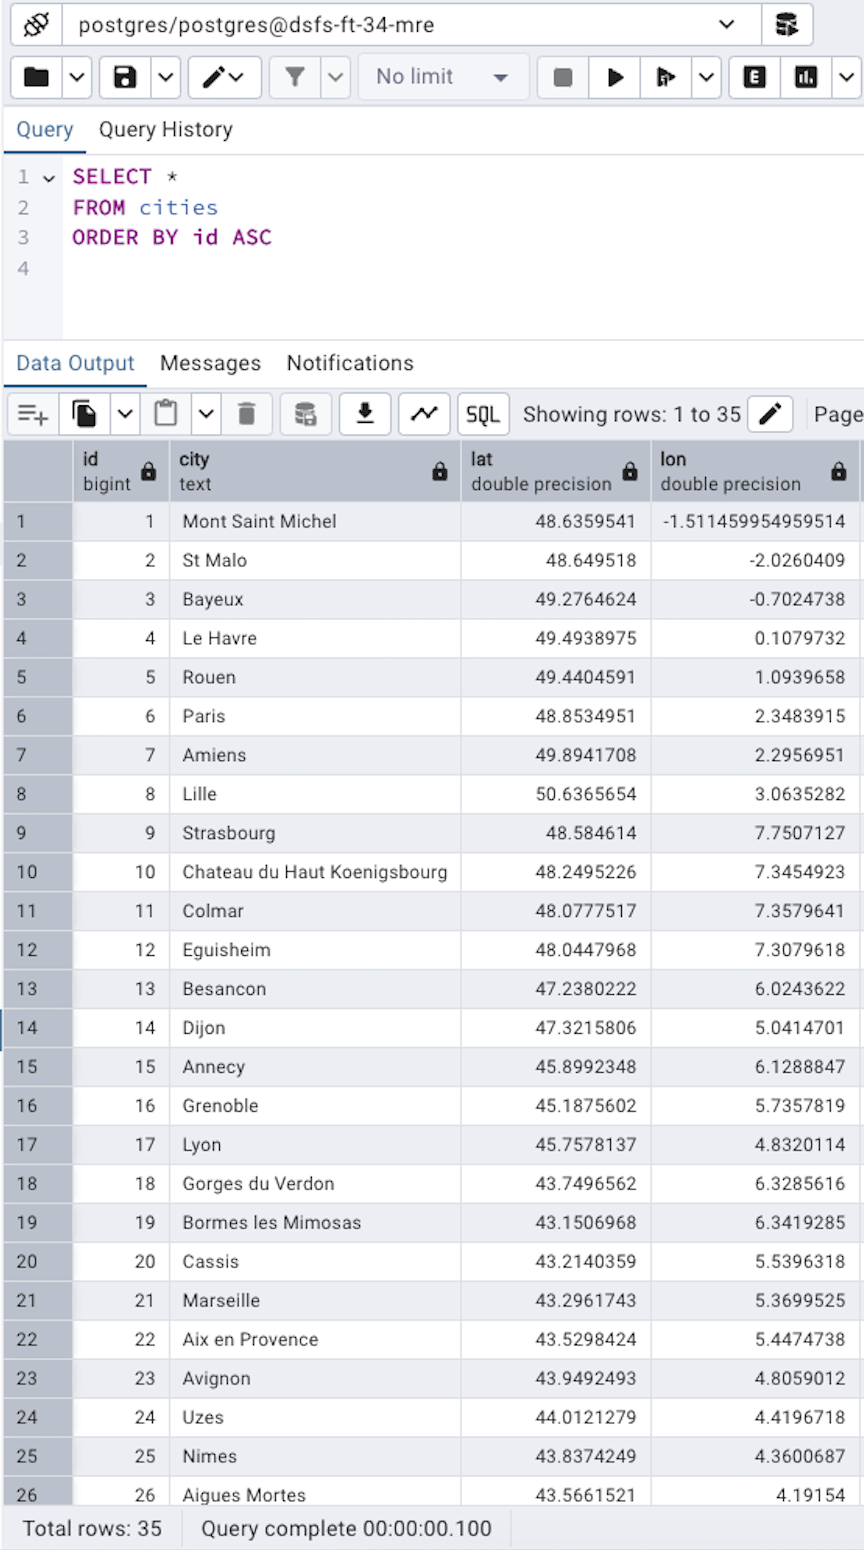 postgres/postgres@dsfs-ft-34-mre
No limit
E
Query Query History
1 SELECT *
2 FROM cities
3 ORDER BY id ASC
4
Data Output Messages Notifications
SQL Showing rows: 1 to 35 Page
id city lat lon
bigint text double precision double precision
1 1 Mont Saint Michel 48.6359541 -1.511459954959514
2 2 St Malo 48.649518 -2.0260409
3 3 Bayeux 49.2764624 -0.7024738
4 4 Le Havre 49.4938975 0.1079732
5 5 Rouen 49.4404591 1.0939658
6 6 Paris 48.8534951 2.3483915
7 7 Amiens 49.8941708 2.2956951
8 8 Lille 50.6365654 3.0635282
9 9 Strasbourg 48.584614 7.7507127
10 10 Chateau du Haut Koenigsbourg 48.2495226 7.3454923
11 11 Colmar 48.0777517 7.3579641
12 12 Eguisheim 48.0447968 7.3079618
13 13 Besancon 47.2380222 6.0243622
14 14 Dijon 47.3215806 5.0414701
15 15 Annecy 45.8992348 6.1288847
16 16 Grenoble 45.1875602 5.7357819
17 17 Lyon 45.7578137 4.8320114
18 18 Gorges du Verdon 43.7496562 6.3285616
19 19 Bormes les Mimosas 43.1506968 6.3419285
20 20 Cassis 43.2140359 5.5396318
21 21 Marseille 43.2961743 5.3699525
22 22 Aix en Provence 43.5298424 5.4474738
23 23 Avignon 43.9492493 4.8059012
24 24 Uzes 44.0121279 4.4196718
25 25 Nimes 43.8374249 4.3600687
26 26 Aigues Mortes 43.5661521 4.19154
Total rows: 35 Query complete 00:00:00.100